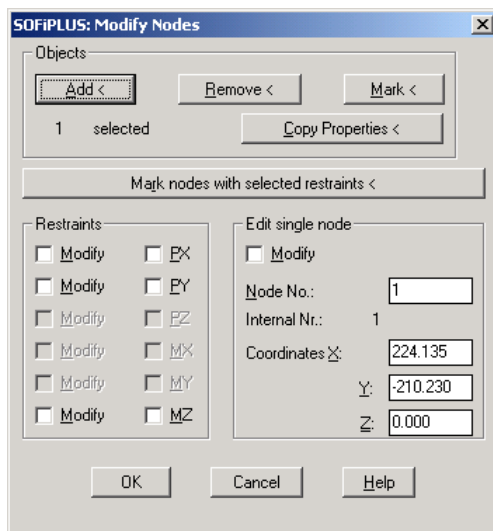 SOFiPLUS: Modify Nodes
Objects
Add < Remove < Mark <
1 selected Copy Properties <
Mark nodes with selected restraints <
Restraints
Modify PX
Modify PY
Modify PZ
Modify MX
Modify MY
Modify MZ
Edit single node
Modify
Node No.: 1
Internal Nr.: 1
Coordinates X: 224.135
Y: -210.230
Z: 0.000
OK Cancel Help